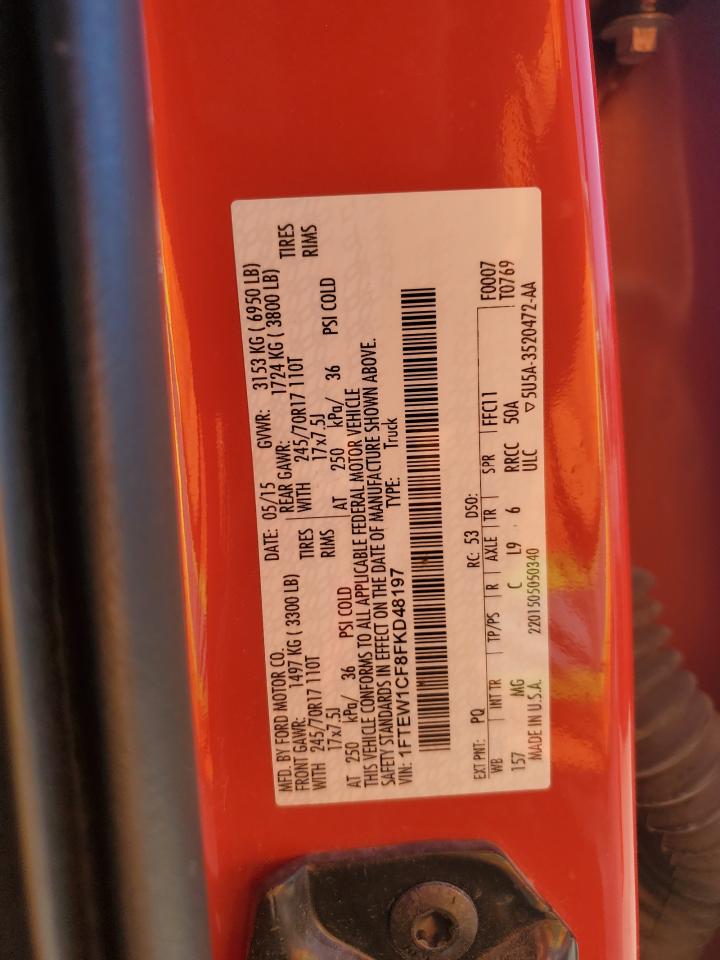 MFD. BY FORD MOTOR CO. DATE: 05/15 GVWR: 3153 KG ( 6950 LB)
FRONT GAWR: 1497 KG ( 3300 LB) REAR GAWR: 1724 KG ( 3800 LB)
WITH 245/70R17 110T TIRES WITH 245/70R17 110T TIRES
17x7.5J RIMS 17x7.5J RIMS
AT 250 kPa/ 36 PSI COLD AT 250 kPa/ 36 PSI COLD
THIS VEHICLE CONFORMS TO ALL APPLICABLE FEDERAL MOTOR VEHICLE
SAFETY STANDARDS IN EFFECT ON THE DATE OF MANUFACTURE SHOWN ABOVE.
VIN: 1FTEW1CF8FKD48197 TYPE: Truck
EXT PNT: PQ RC: 53 DSO: F0007
WB INT TR TP/PS R AXLE TR SPR FFC11 T0769
157 MG C L9 6 RRCC 50A
MADE IN U.S.A. 2201505050340 ULC ▽5U5A-3520472-AA